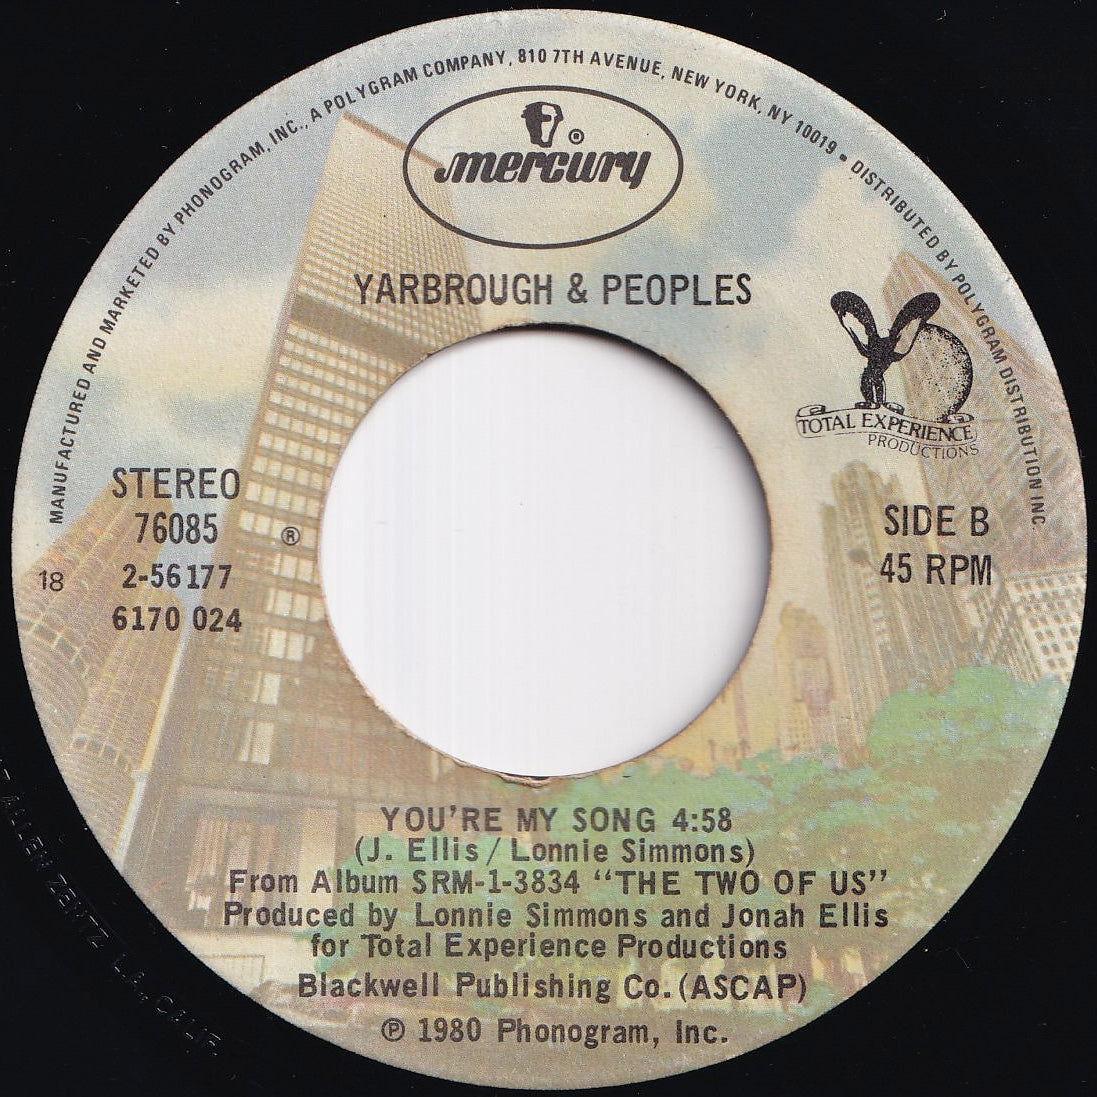 MANUFACTURED AND MARKETED BY PHONOGRAM, INC., A POLYGRAM COMPANY, 810 7TH AVENUE, NEW YORK, NY 10019 • DISTRIBUTED BY POLYGRAM DISTRIBUTION INC.
®
mercury
YARBROUGH & PEOPLES
TOTAL EXPERIENCE
PRODUCTIONS
STEREO
76085
®
18
2-56177
6170 024
SIDE B
45 RPM
YOU'RE MY SONG 4:58
(J. Ellis / Lonnie Simmons)
From Album SRM-1-3834 "THE TWO OF US"
Produced by Lonnie Simmons and Jonah Ellis
for Total Experience Productions
Blackwell Publishing Co. (ASCAP)
℗ 1980 Phonogram, Inc.
ALLEN ZENTZ L.A., CALIF.